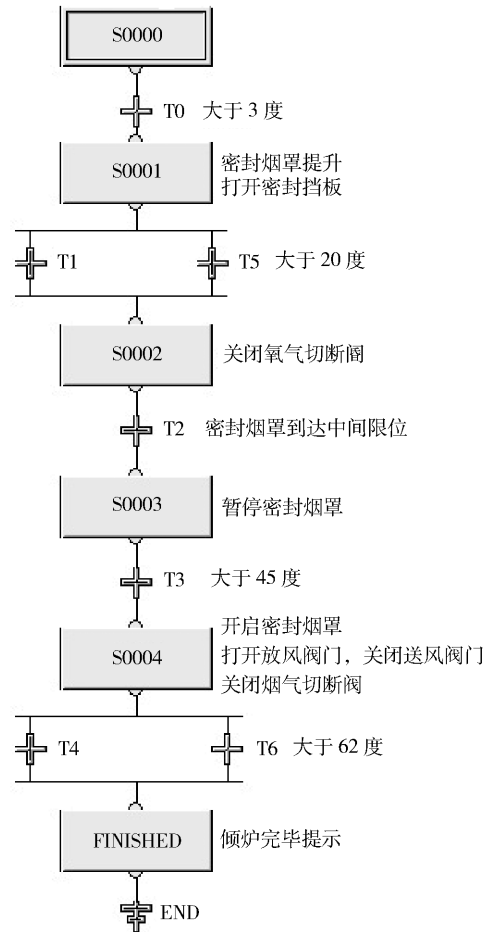 S0000
T0 大于 3 度
S0001
密封烟罩提升
打开密封挡板
T1
T5 大于 20 度
S0002
关闭氧气切断阀
T2 密封烟罩到达中间限位
S0003
暂停密封烟罩
T3 大于 45 度
S0004
开启密封烟罩
打开放风阀门，关闭送风阀门
关闭烟气切断阀
T4
T6 大于 62 度
FINISHED
倾炉完毕提示
END